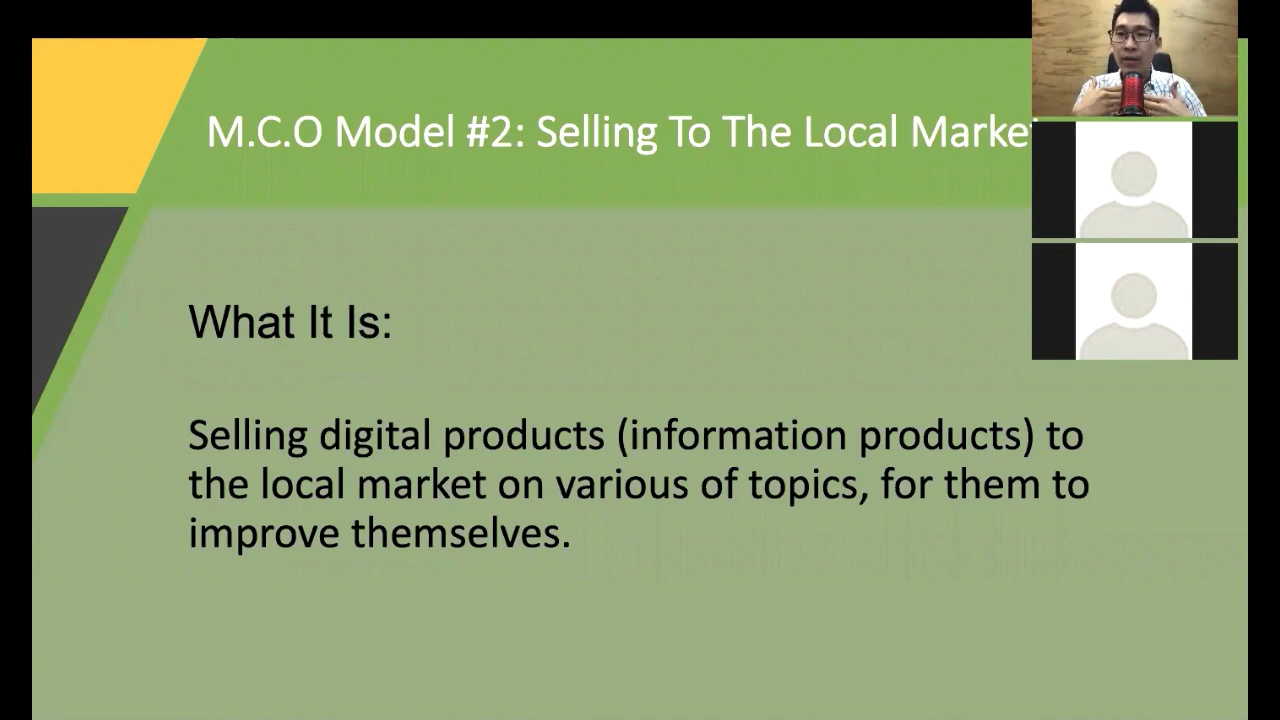 M.C.O Model #2: Selling To The Local Market
What It Is:
Selling digital products (information products) to
the local market on various of topics, for them to
improve themselves.